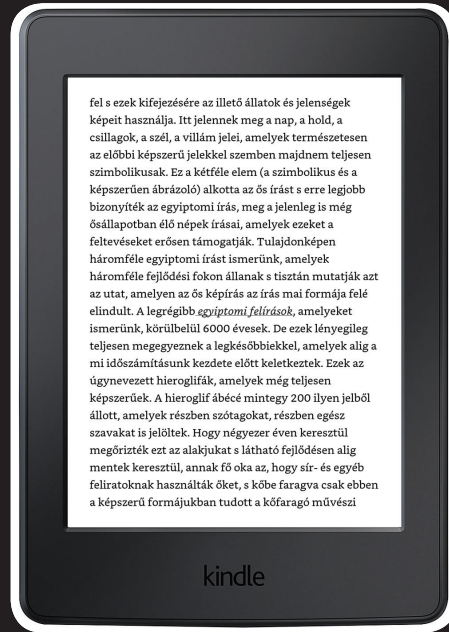 fel s ezek kifejezésére az illető állatok és jelenségek
képeit használja. Itt jelennek meg a nap, a hold, a
csillagok, a szél, a villám jelei, amelyek természetesen
az előbbi képszerű jelekkel szemben majdnem teljesen
szimbolikusak. Ez a kétféle elem (a szimbolikus és a
képszerűen ábrázoló) alkotta az ős írást s erre legjobb
bizonyíték az egyiptomi írás, meg a jelenleg is még
ősállapotban élő népek írásai, amelyek ezeket a
feltevéseket erősen támogatják. Tulajdonképen
háromféle egyiptomi írást ismerünk, amelyek
háromféle fejlődési fokon állanak s tisztán mutatják azt
az utat, amelyen az ős képírás az írás mai formája felé
elindult. A legrégibb egyiptomi felírások, amelyeket
ismerünk, körülbelül 6000 évesek. De ezek lényegileg
teljesen megegyeznek a legkésőbbiekkel, amelyek alig a
mi időszámításunk kezdete előtt keletkeztek. Ezek az
úgynevezett hieroglifák, amelyek még teljesen
képszerűek. A hieroglif ábécé mintegy 200 ilyen jelből
állott, amelyek részben szótagokat, részben egész
szavakat is jelöltek. Hogy négyezer éven keresztül
megőrizték ezt az alakjukat s látható fejlődésen alig
mentek keresztül, annak fő oka az, hogy sír- és egyéb
feliratoknak használták őket, s kőbe faragva csak ebben
a képszerű formájukban tudott a kőfaragó művészi
kindle